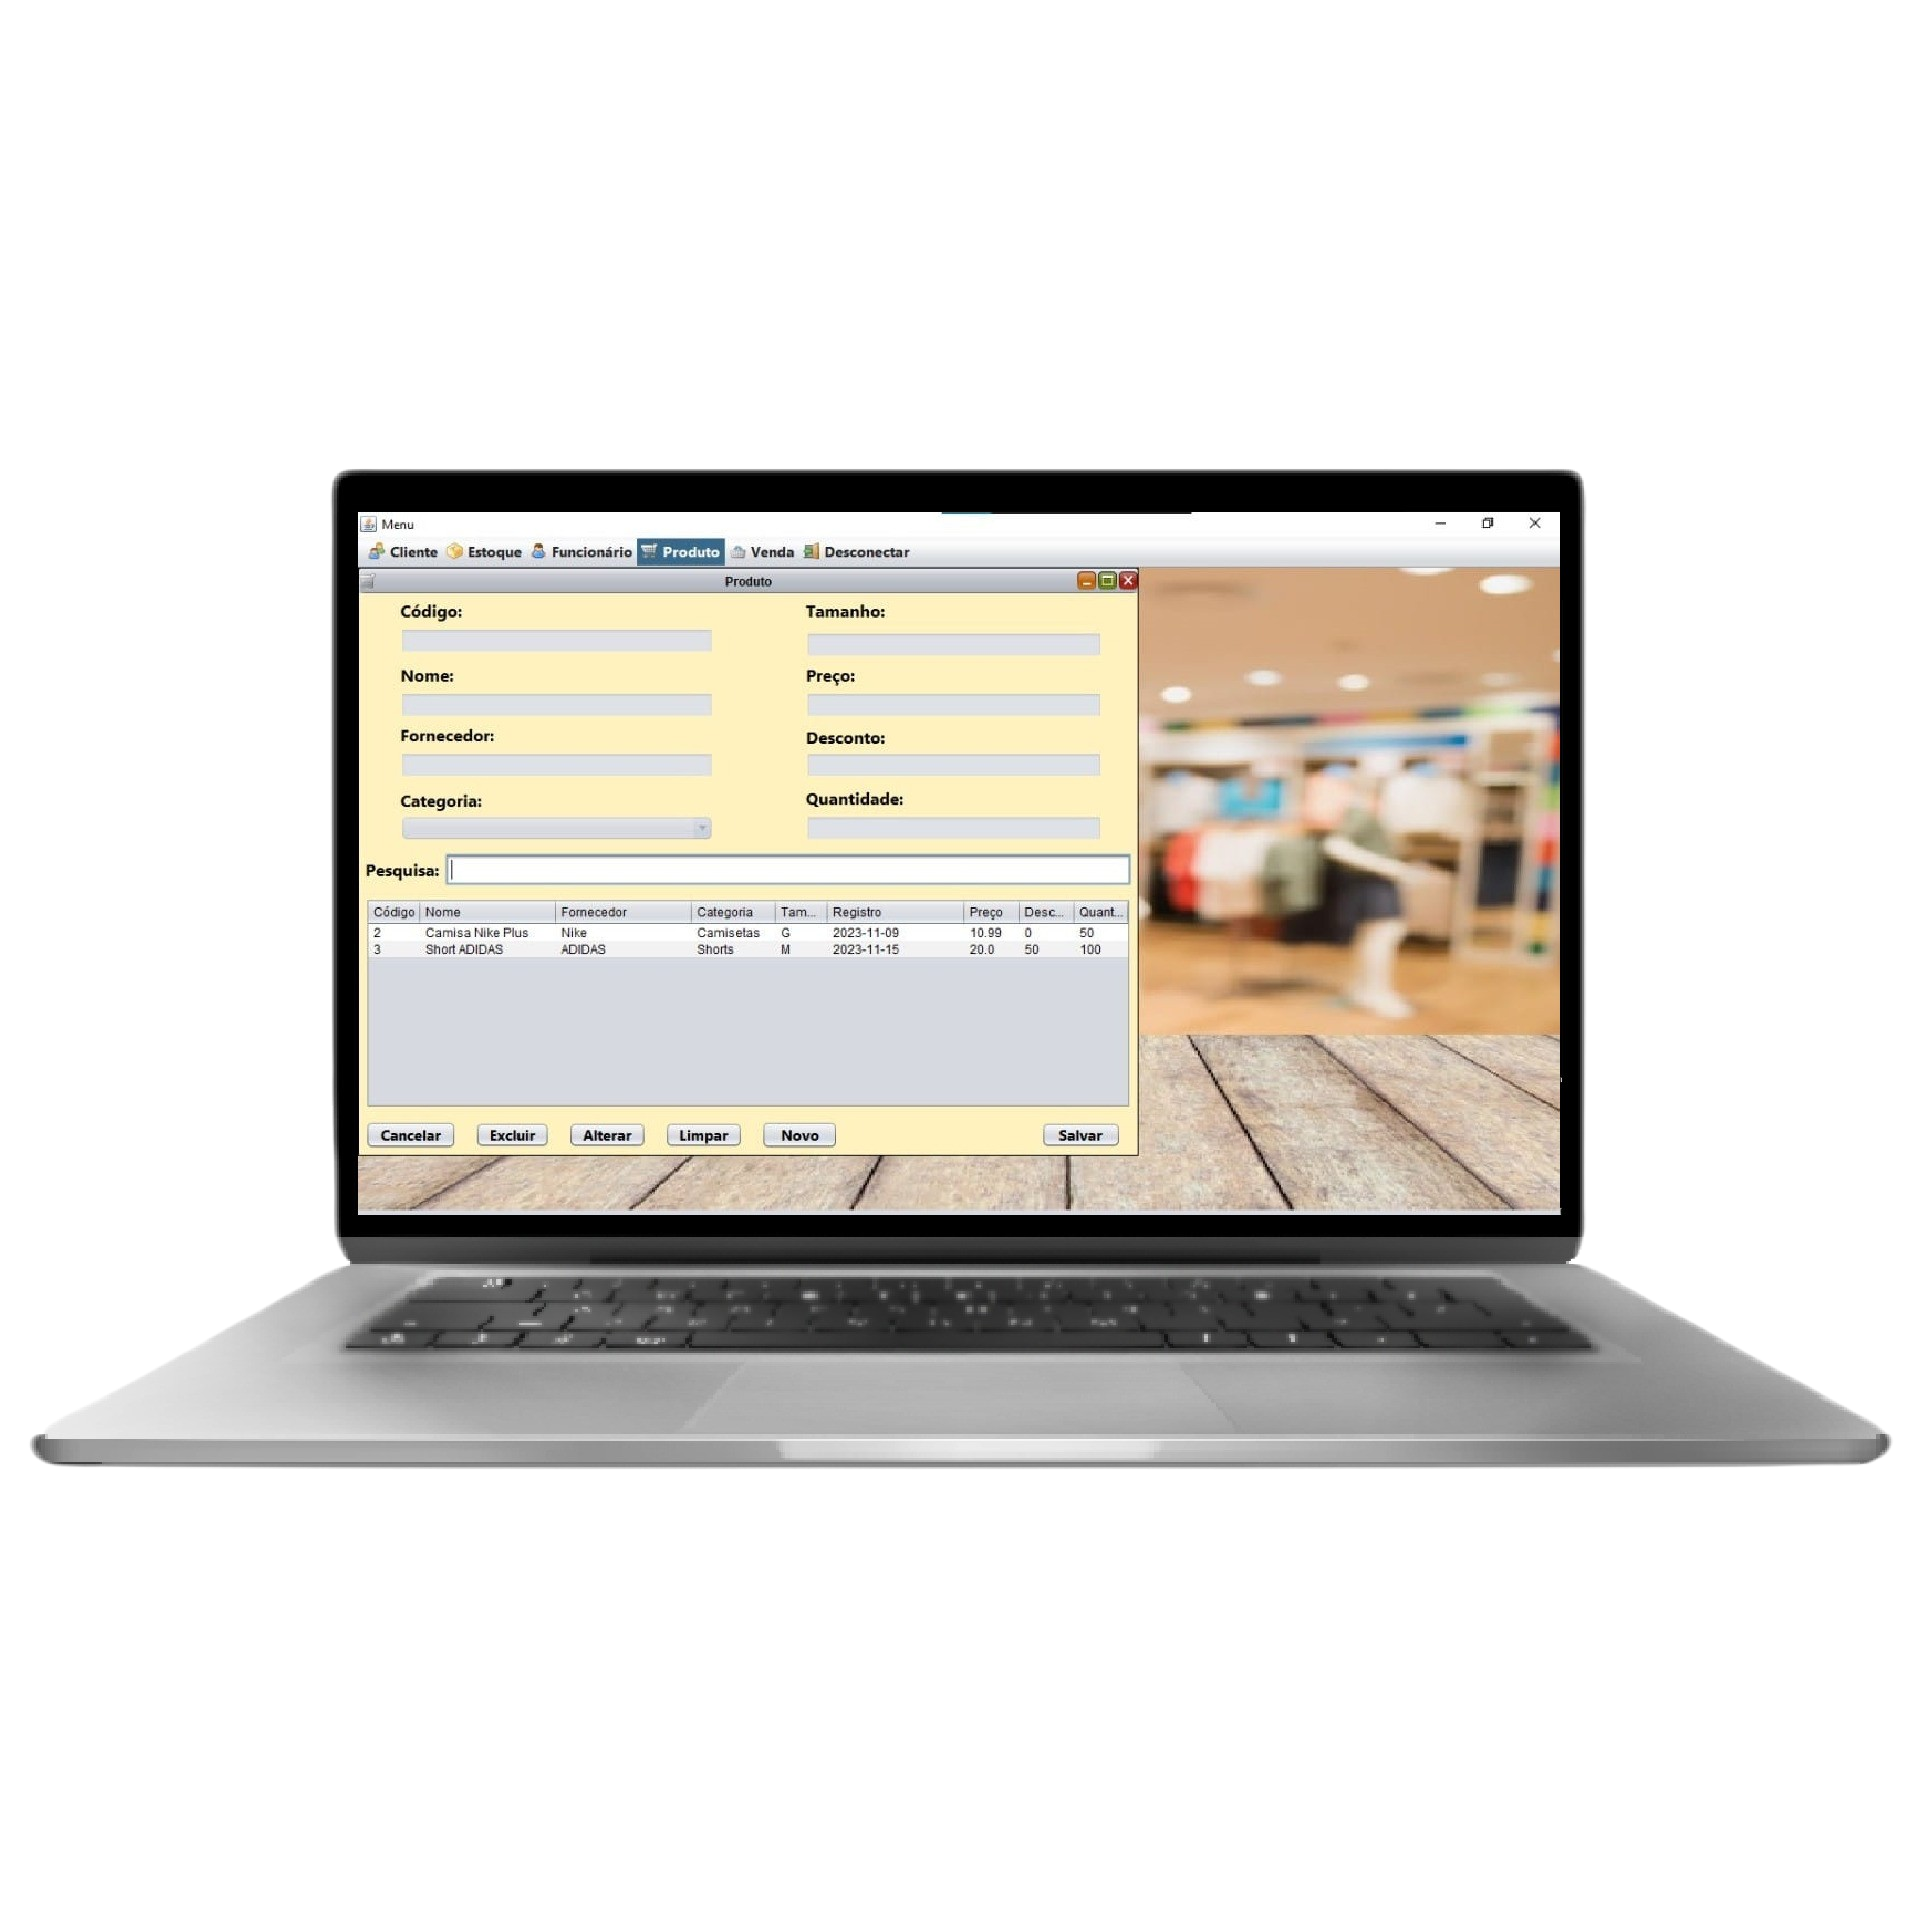 Menu
Cliente Estoque Funcionário Produto Venda Desconectar
Produto
Código:
Tamanho:
Nome:
Preço:
Fornecedor:
Desconto:
Categoria:
Quantidade:
Pesquisa:
Código Nome Fornecedor Categoria Tam... Registro Preço Desc... Quant...
2 Camisa Nike Plus Nike Camisetas G 2023-11-09 10.99 0 50
3 Short ADIDAS ADIDAS Shorts M 2023-11-15 20.0 50 100
Cancelar Excluir Alterar Limpar Novo Salvar